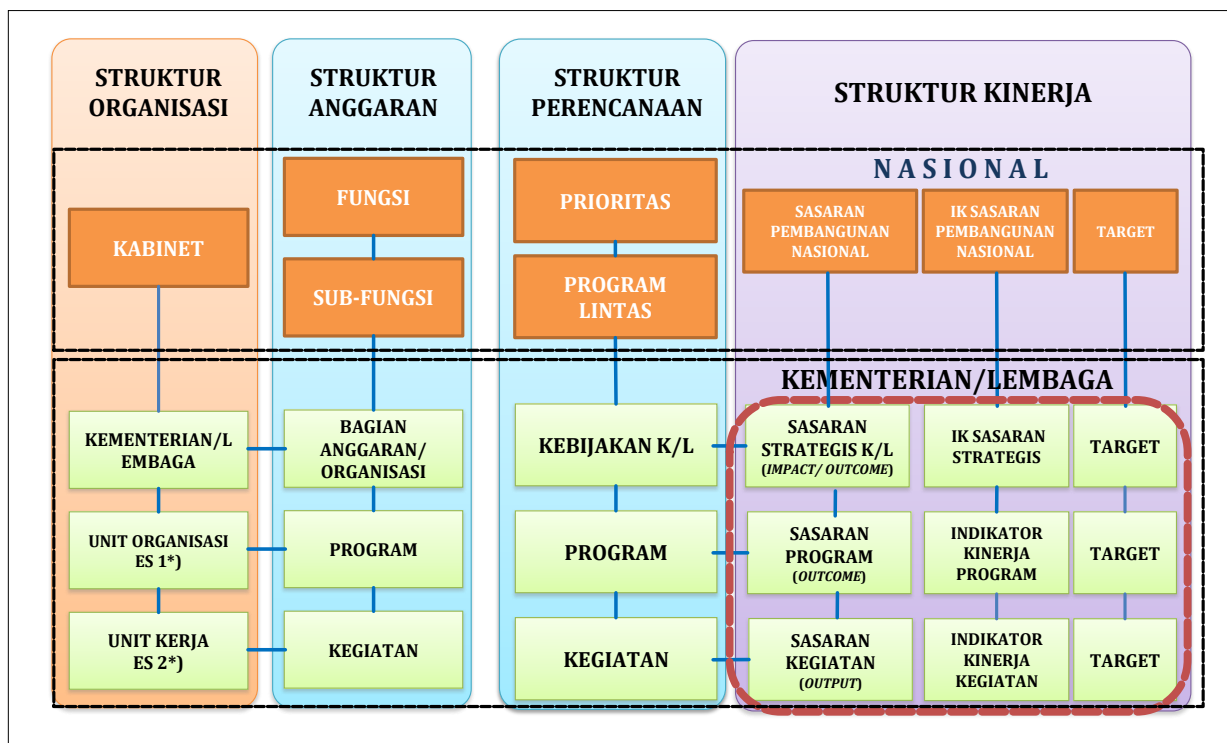 STRUKTUR
ORGANISASI
STRUKTUR
ANGGARAN
STRUKTUR
PERENCANAAN
STRUKTUR KINERJA
NASIONAL
KABINET
FUNGSI
SUB-FUNGSI
PRIORITAS
PROGRAM
LINTAS
SASARAN
PEMBANGUNAN
NASIONAL
IK SASARAN
PEMBANGUNAN
NASIONAL
TARGET
KEMENTERIAN/LEMBAGA
KEMENTERIAN/L
EMBAGA
BAGIAN
ANGGARAN/
ORGANISASI
KEBIJAKAN K/L
SASARAN
STRATEGIS K/L
(IMPACT/ OUTCOME)
IK SASARAN
STRATEGIS
TARGET
UNIT ORGANISASI
ES 1*)
PROGRAM
PROGRAM
SASARAN
PROGRAM
(OUTCOME)
INDIKATOR
KINERJA
PROGRAM
TARGET
UNIT KERJA
ES 2*)
KEGIATAN
KEGIATAN
SASARAN
KEGIATAN
(OUTPUT)
INDIKATOR
KINERJA
KEGIATAN
TARGET